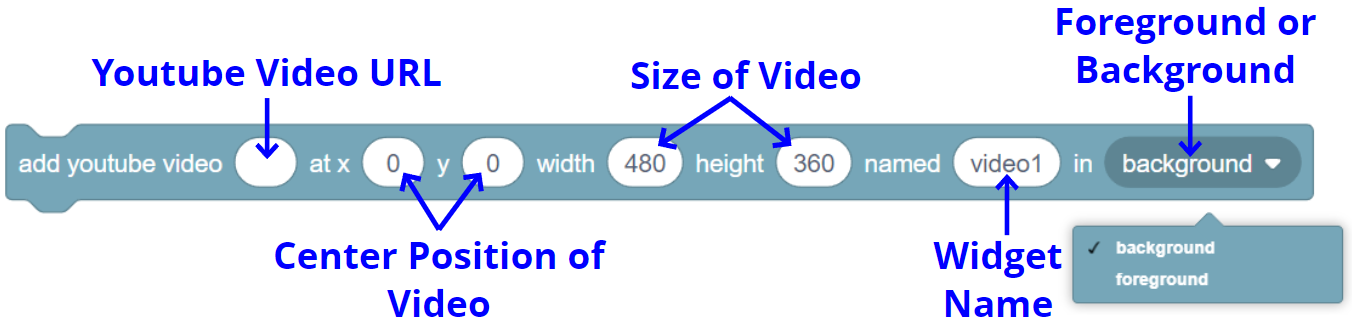 Foreground or
Background
Youtube Video URL
Size of Video
add youtube video at x 0 y 0 width 480 height 360 named video1 in background
Center Position of
Video
Widget
Name
✓ background
foreground